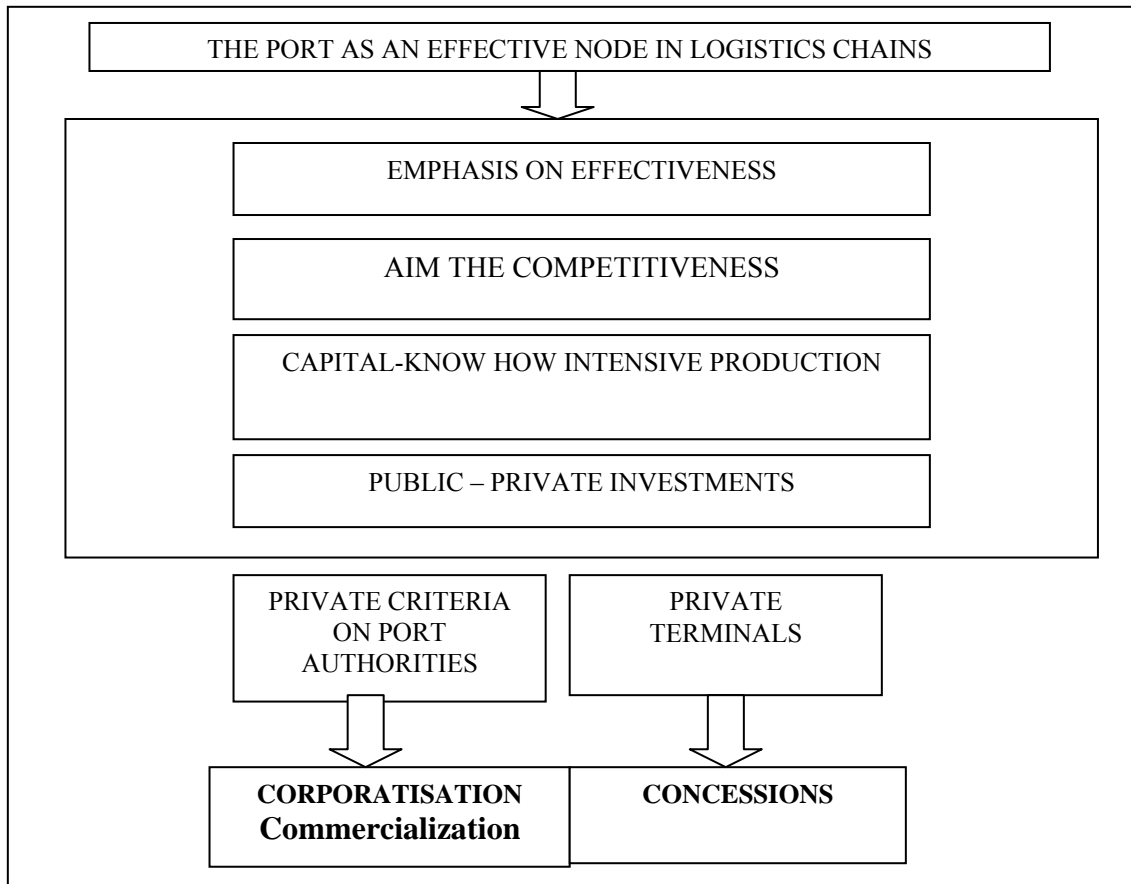 THE PORT AS AN EFFECTIVE NODE IN LOGISTICS CHAINS
EMPHASIS ON EFFECTIVENESS
AIM THE COMPETITIVENESS
CAPITAL-KNOW HOW INTENSIVE PRODUCTION
PUBLIC – PRIVATE INVESTMENTS
PRIVATE CRITERIA
ON PORT
AUTHORITIES
PRIVATE
TERMINALS
CORPORATISATION
Commercialization
CONCESSIONS